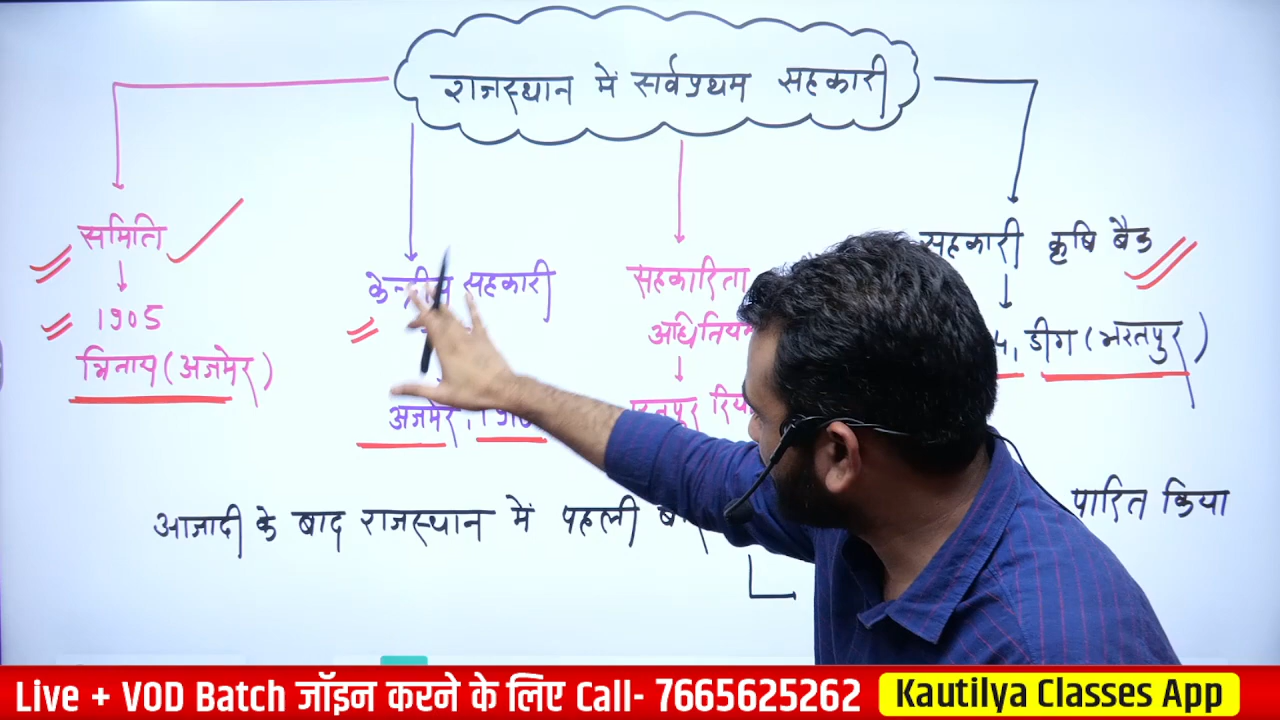 राजस्थान में सर्वप्रथम सहकारी
समिति
1905
भिनाय (अजमेर)
केन्द्रीय सहकारी
अजमेर,
सहकारिता
अधिनियम
सहकारी कृषि बैंक
डीग (भरतपुर)
आजादी के बाद राजस्थान में पहली
पारित किया
Live + VOD Batch जॉइन करने के लिए Call- 7665625262
Kautilya Classes App